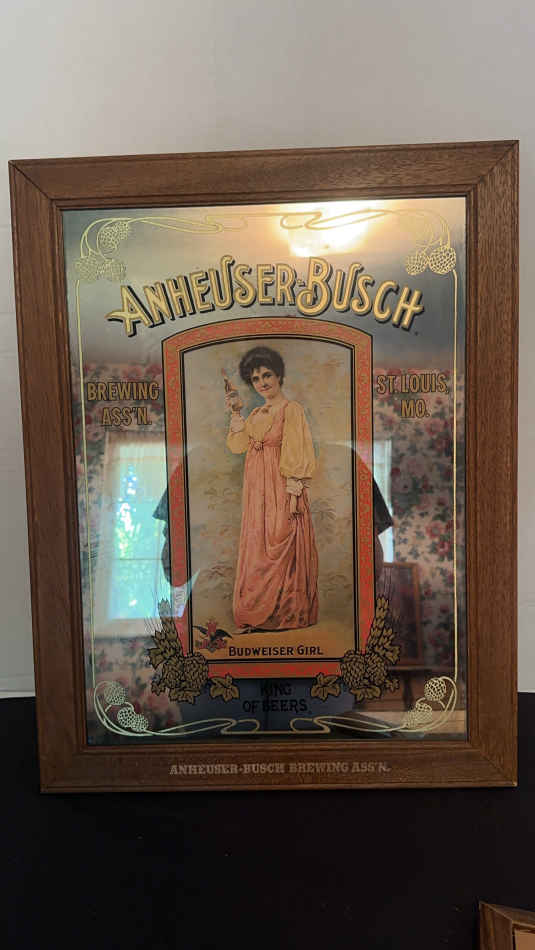 ANHEUSER-BUSCH
BREWING
ASS'N.
ST. LOUIS,
MO.
BUDWEISER GIRL
KING
OF BEERS
ANHEUSER-BUSCH BREWING ASS'N.